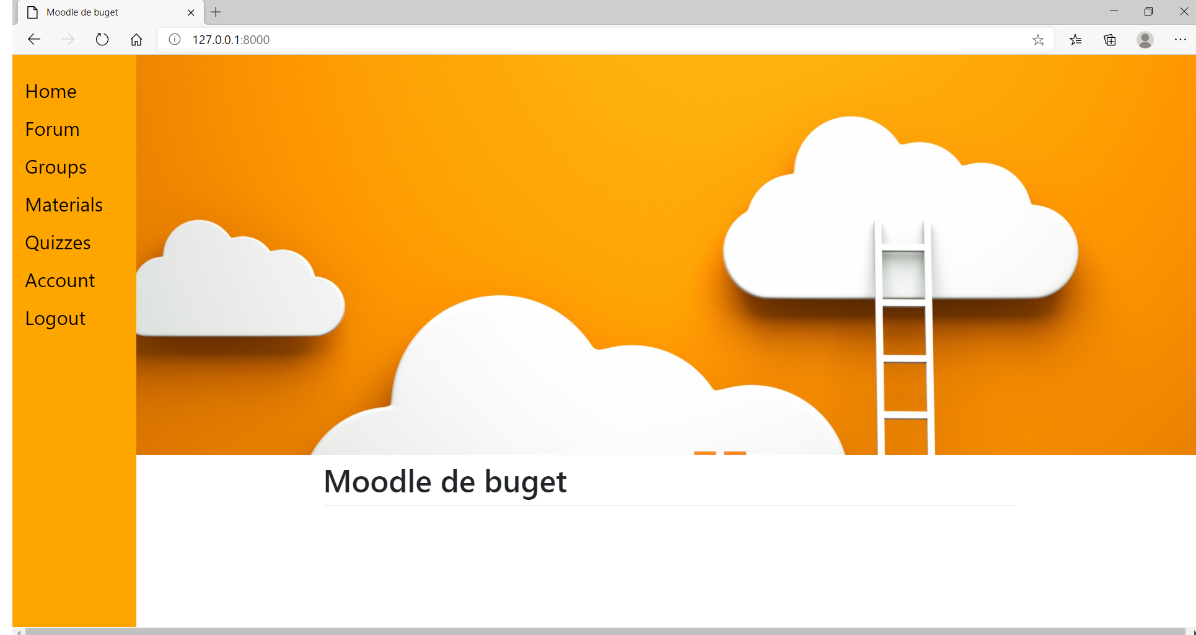 Moodle de buget
127.0.0.1:8000
Home
Forum
Groups
Materials
Quizzes
Account
Logout
Moodle de buget